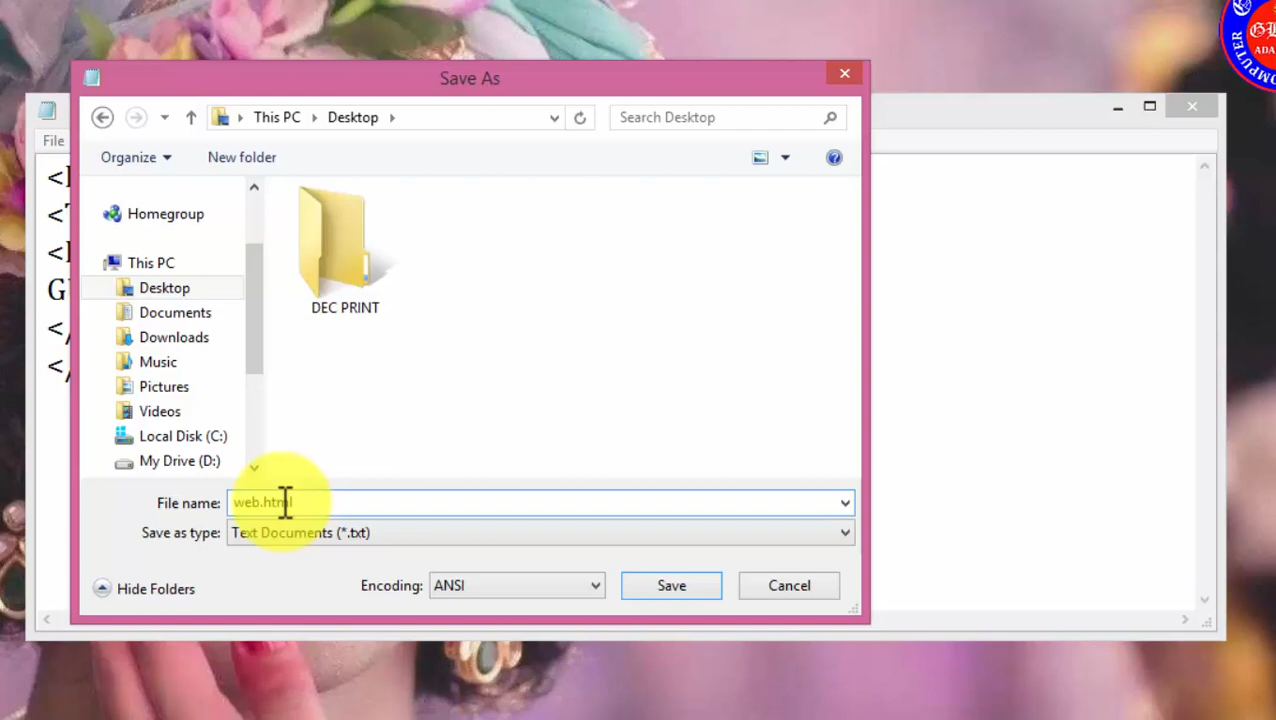 Save As
This PC
Desktop
Search Desktop
Organize
New folder
File
Homegroup
This PC
Desktop
Documents
Downloads
Music
Pictures
Videos
Local Disk (C:)
My Drive (D:)
DEC PRINT
File name: web.html
Save as type: Text Documents (*.txt)
Hide Folders
Encoding: ANSI
Save
Cancel
COMPUTER